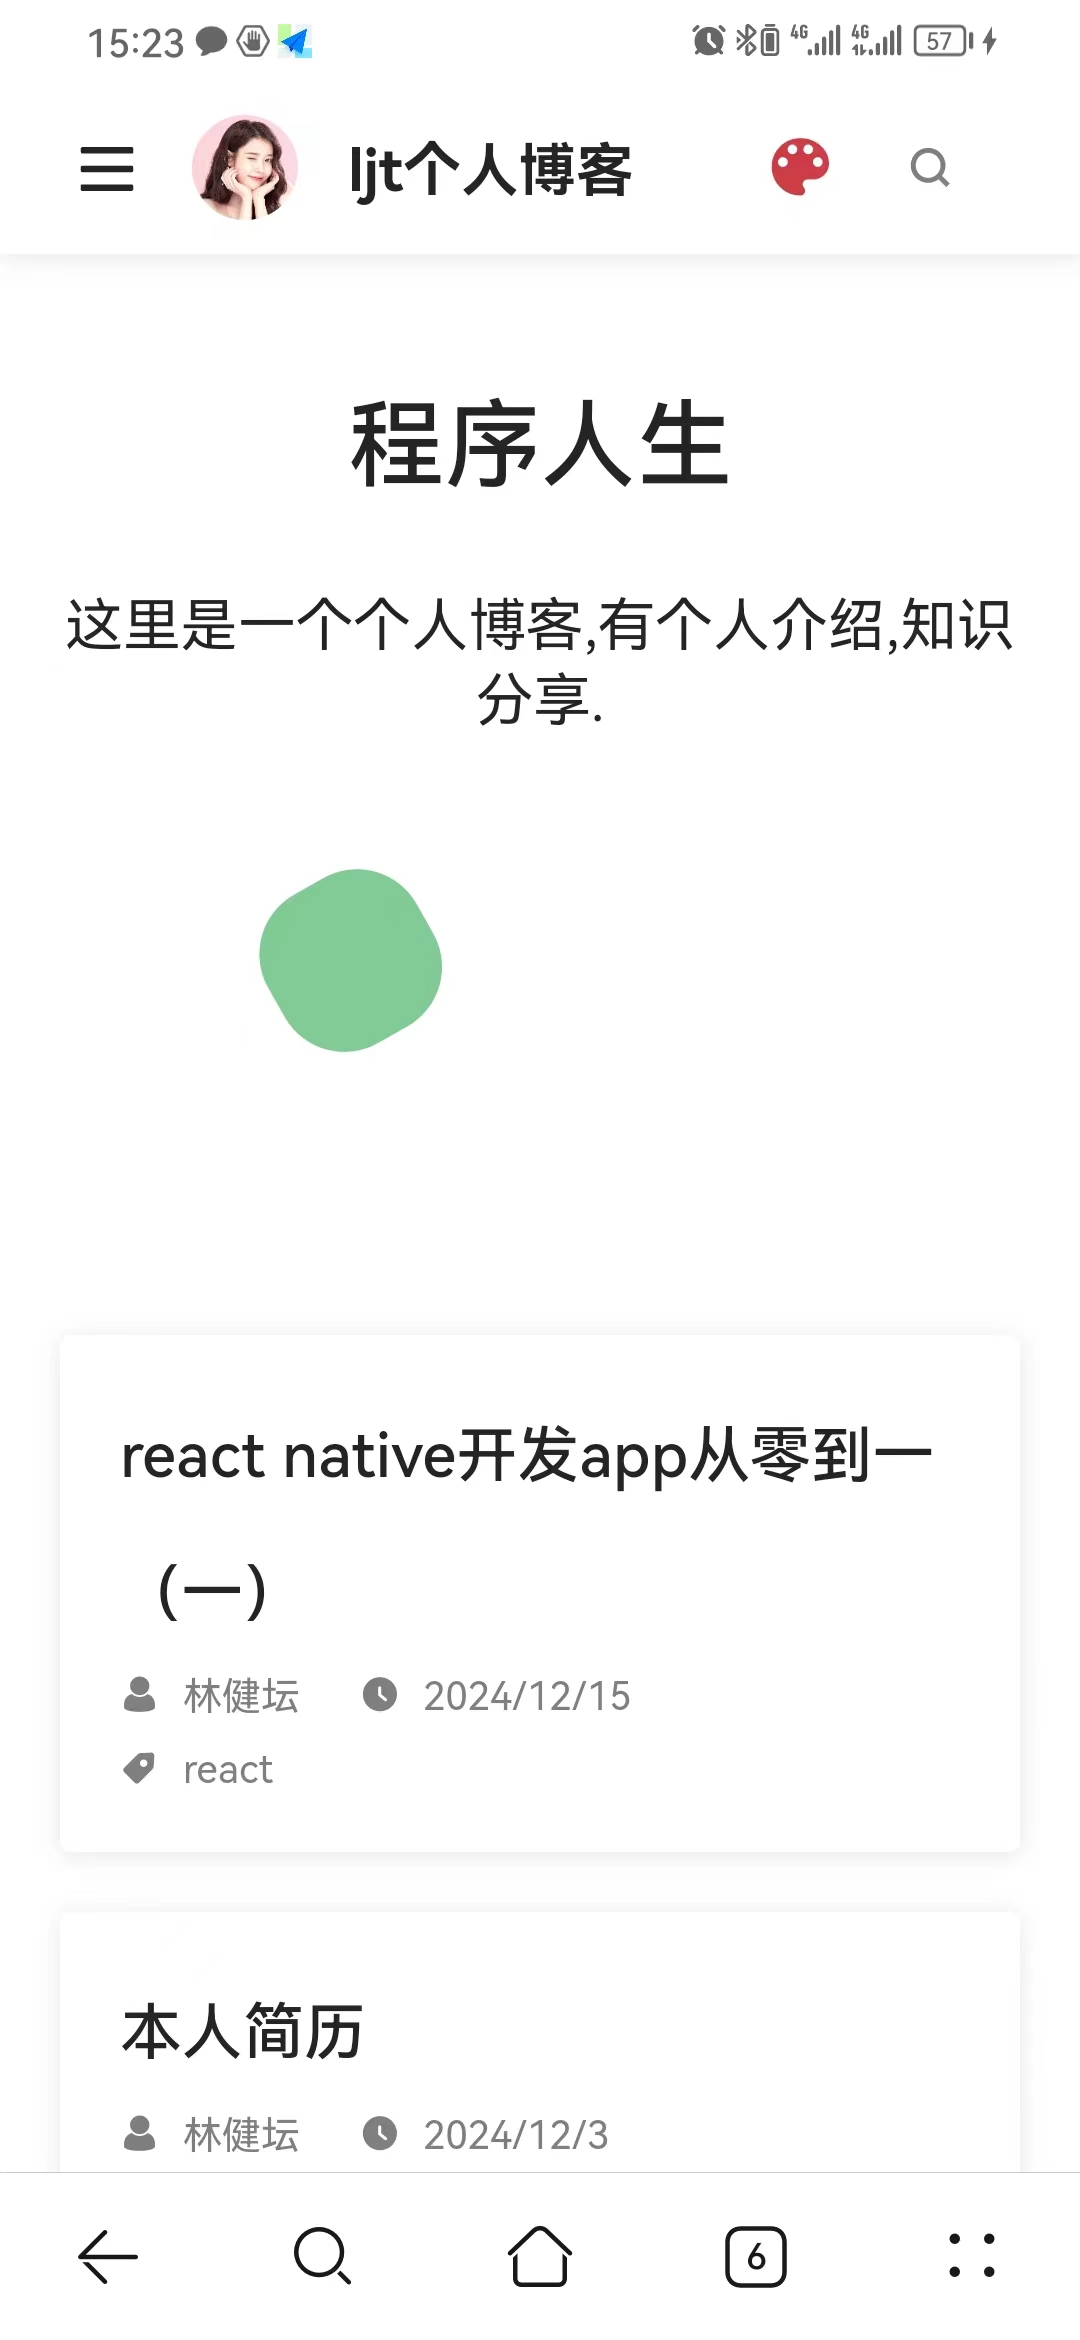 15:23 4G 4G 57
ljt个人博客
程序人生
这里是一个个人博客,有个人介绍,知识
分享.
react native开发app从零到一
（一）
林健坛 2024/12/15
react
本人简历
林健坛 2024/12/3
6